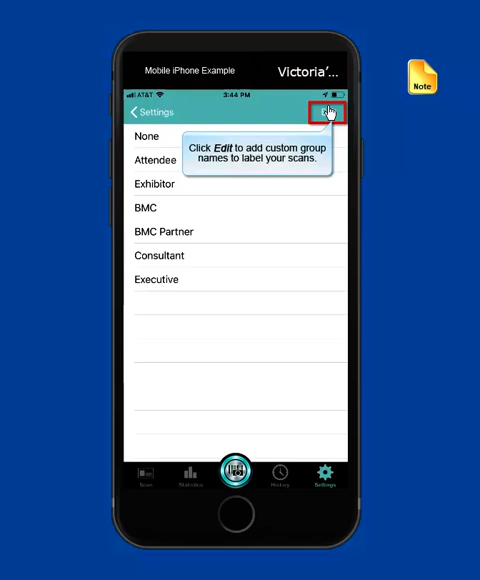 Mobile iPhone Example
Victoria’...
AT&T
3:44 PM
Settings
None
Attendee
Exhibitor
BMC
BMC Partner
Consultant
Executive
Click Edit to add custom group
names to label your scans.
Note
Scan
Statistics
History
Settings